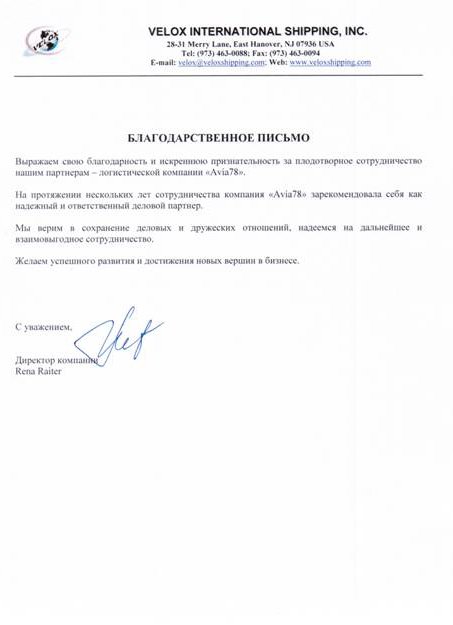 VELOX
VELOX INTERNATIONAL SHIPPING, INC.
28-31 Merry Lane, East Hanover, NJ 07936 USA
Tel: (973) 463-0088; Fax: (973) 463-0094
E-mail: velox@veloxshipping.com; Web: www.veloxshipping.com
БЛАГОДАРСТВЕННОЕ ПИСЬМО
Выражаем свою благодарность и искреннюю признательность за плодотворное сотрудничество
нашим партнерам – логистической компании «Avia78».
На протяжении нескольких лет сотрудничества компания «Avia78» зарекомендовала себя как
надежный и ответственный деловой партнер.
Мы верим в сохранение деловых и дружеских отношений, надеемся на дальнейшее и
взаимовыгодное сотрудничество.
Желаем успешного развития и достижения новых вершин в бизнесе.
С уважением,
Директор компании
Rena Raiter